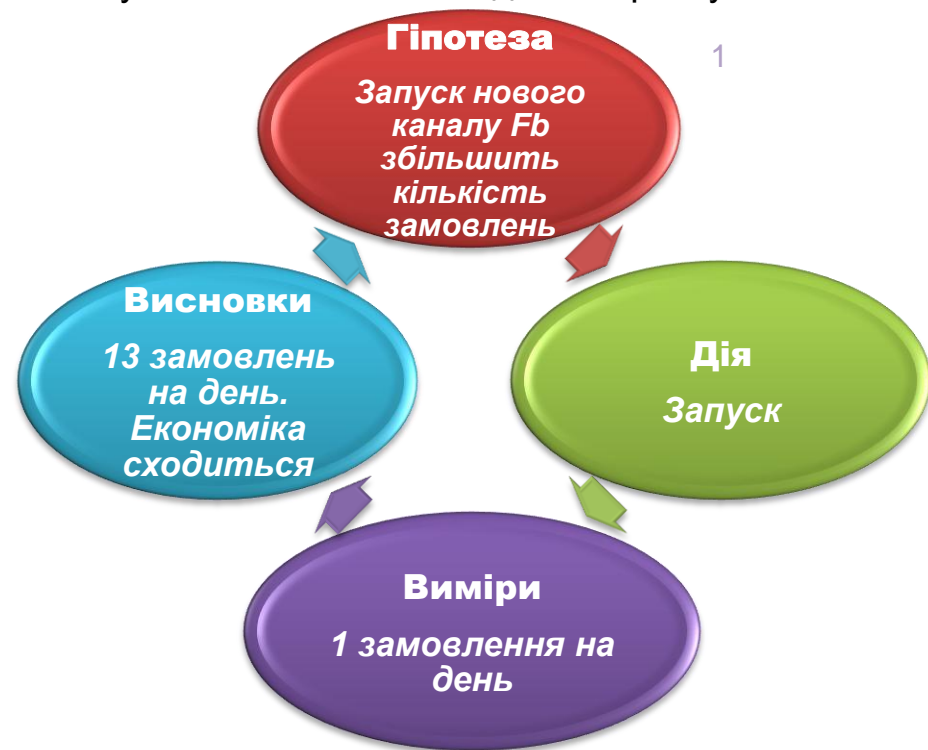 1
Гіпотеза
Запуск нового
каналу Fb
збільшить
кількість
замовлень
Дія
Запуск
Виміри
1 замовлення на
день
Висновки
13 замовлень
на день.
Економіка
сходиться